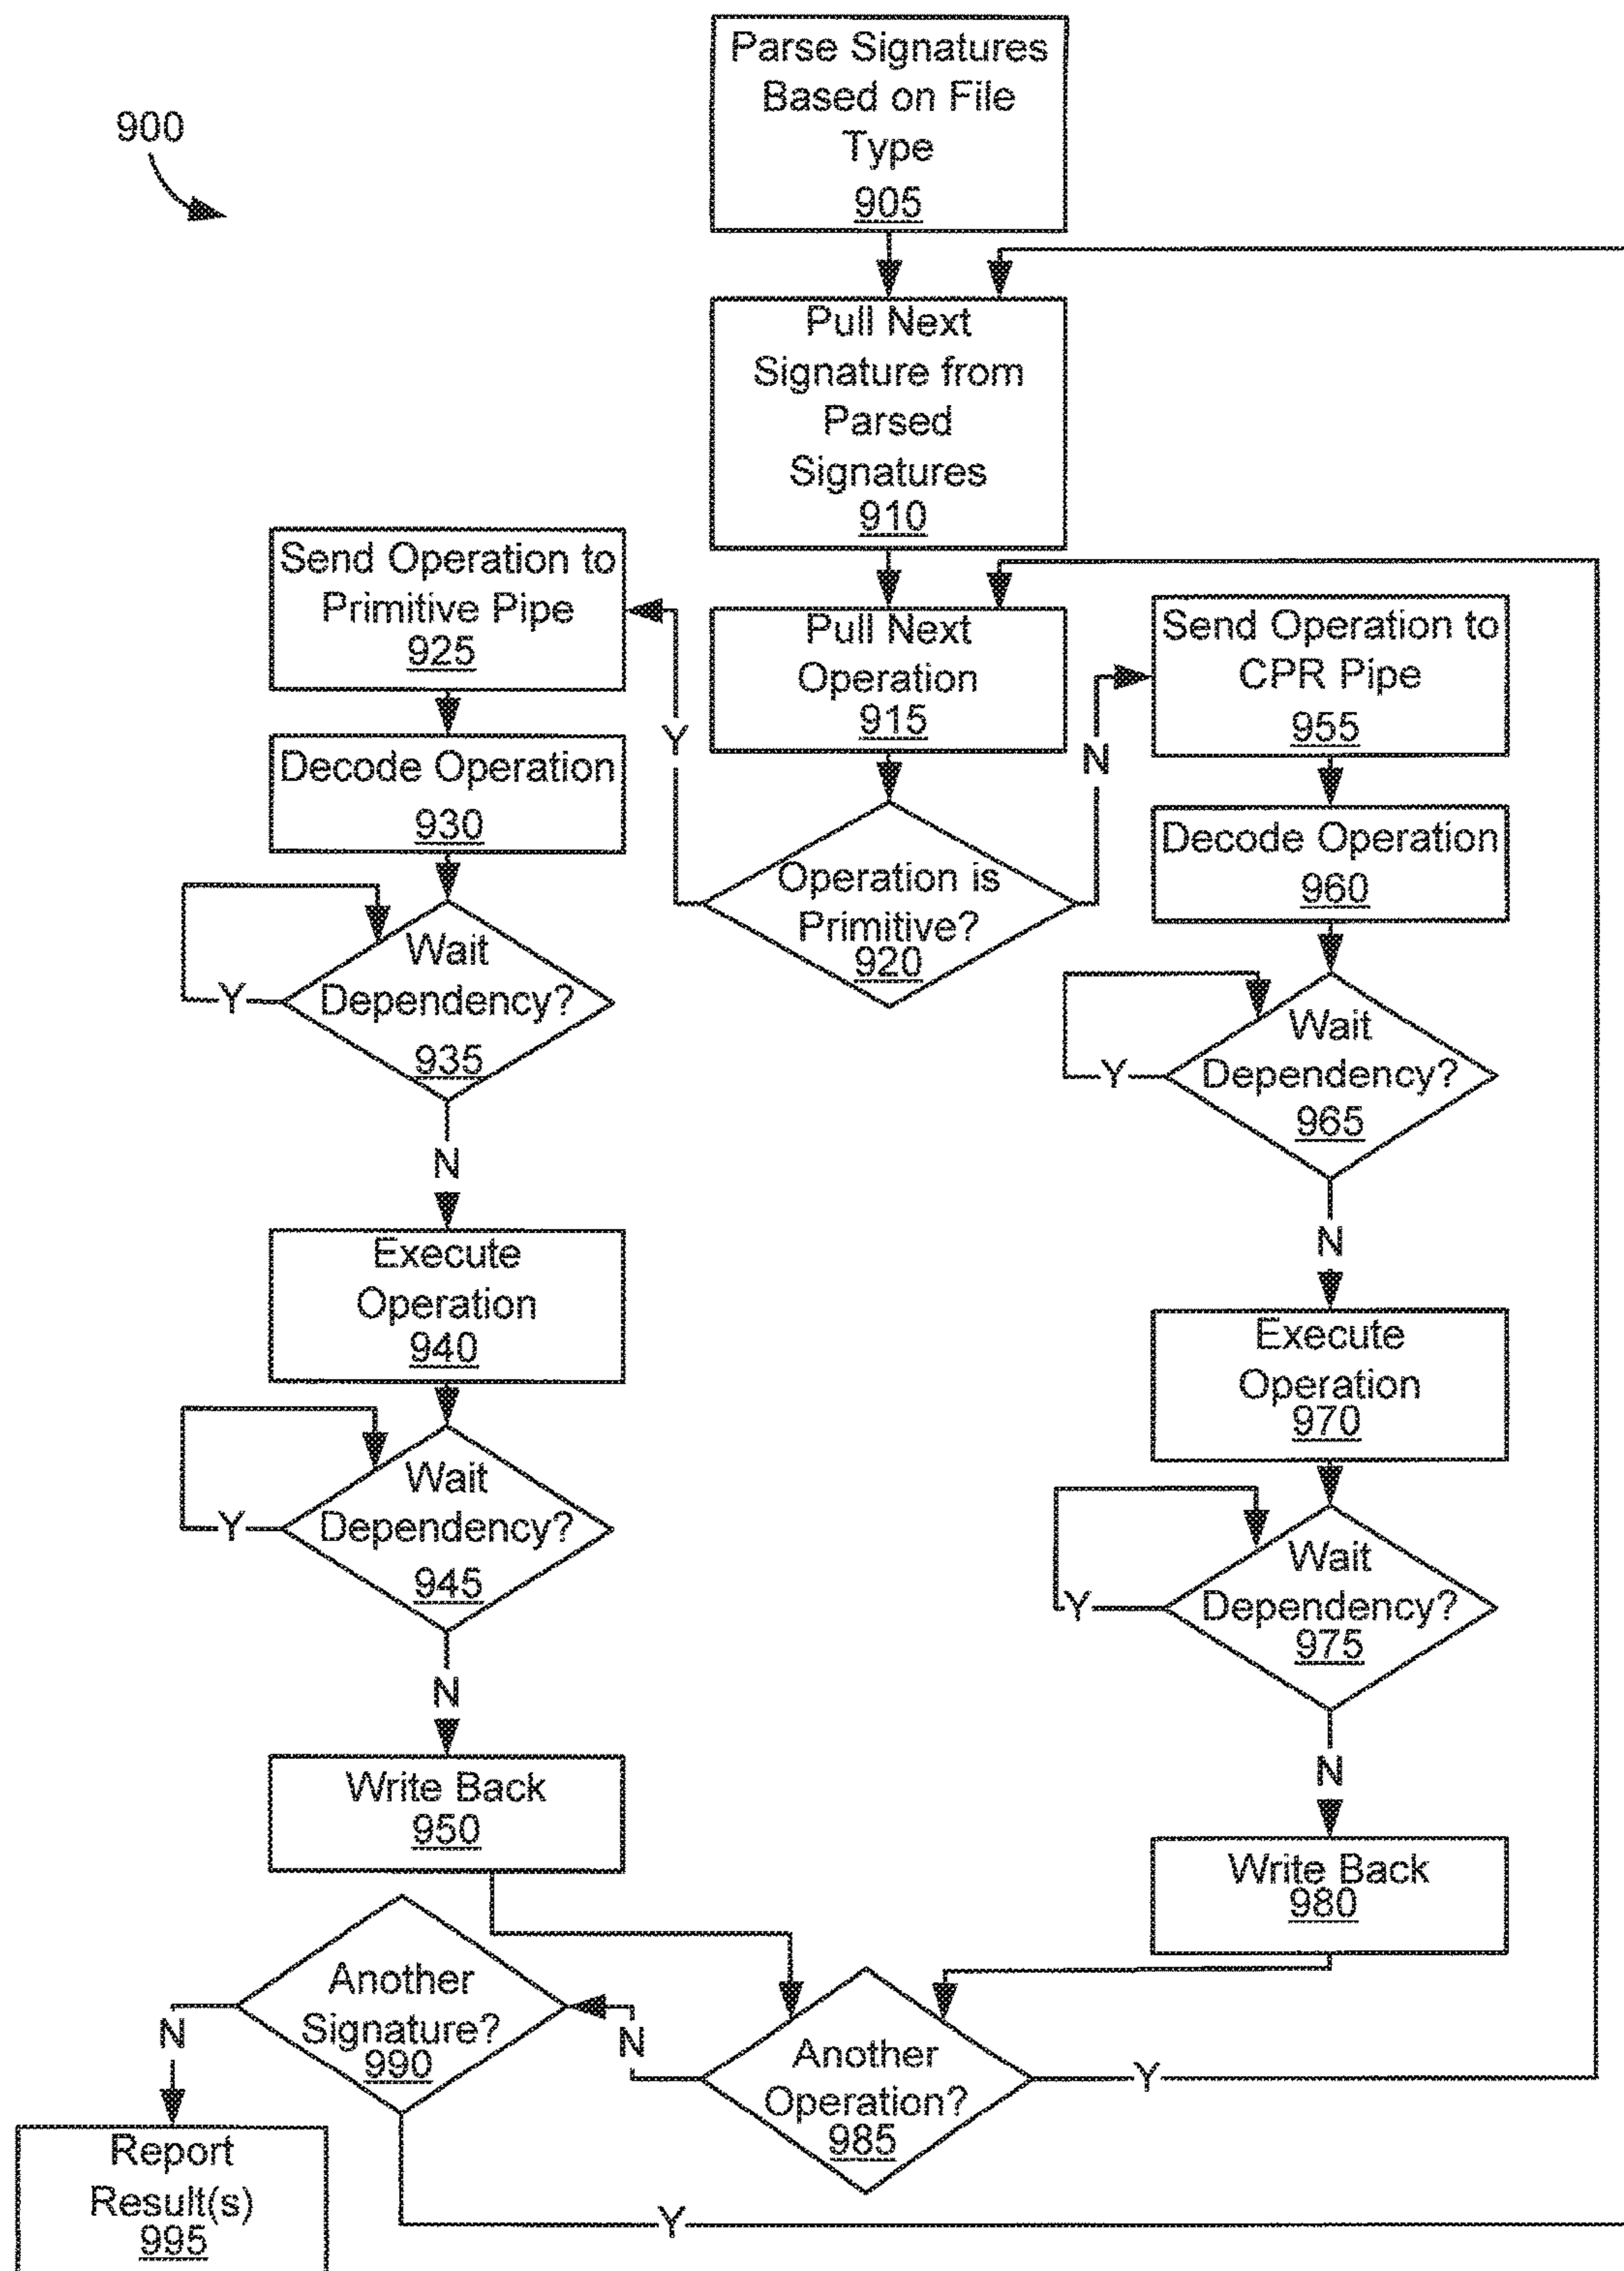 900
Parse Signatures
Based on File
Type
905
Pull Next
Signature from
Parsed
Signatures
910
Pull Next
Operation
915
Operation is
Primitive?
920
Y
N
Send Operation to
Primitive Pipe
925
Decode Operation
930
Wait
Dependency?
935
Y
N
Execute
Operation
940
Wait
Dependency?
945
Y
N
Write Back
950
Send Operation to
CPR Pipe
955
Decode Operation
960
Wait
Dependency?
965
Y
N
Execute
Operation
970
Wait
Dependency?
975
Y
N
Write Back
980
Another
Operation?
985
Y
N
Another
Signature?
990
Y
N
Report
Result(s)
995